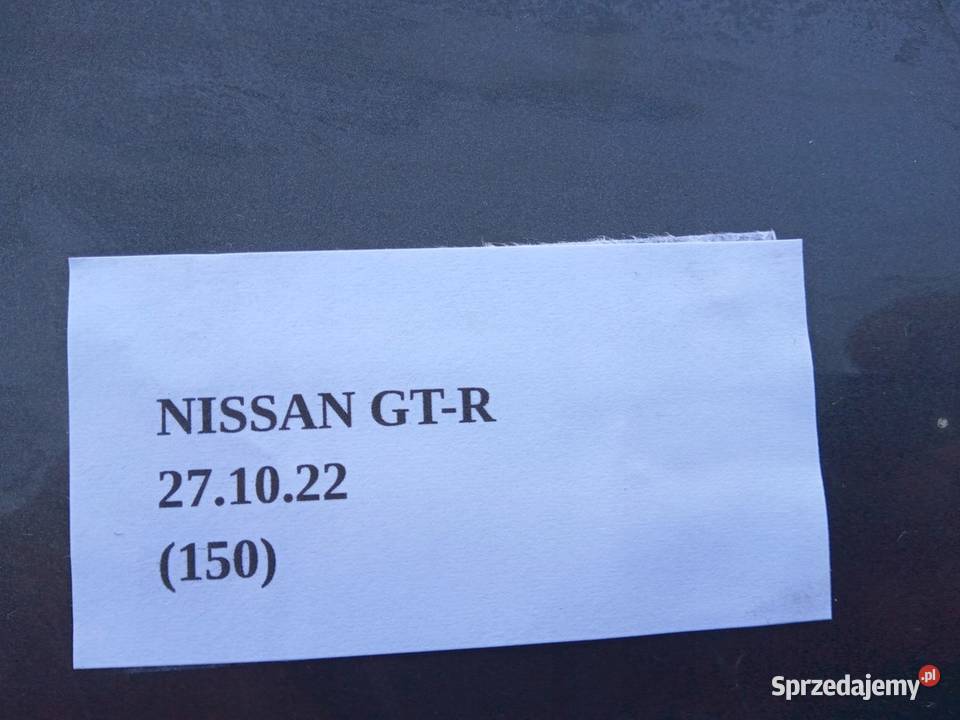 NISSAN GT-R
27.10.22
(150)
Sprzedajemy.pl